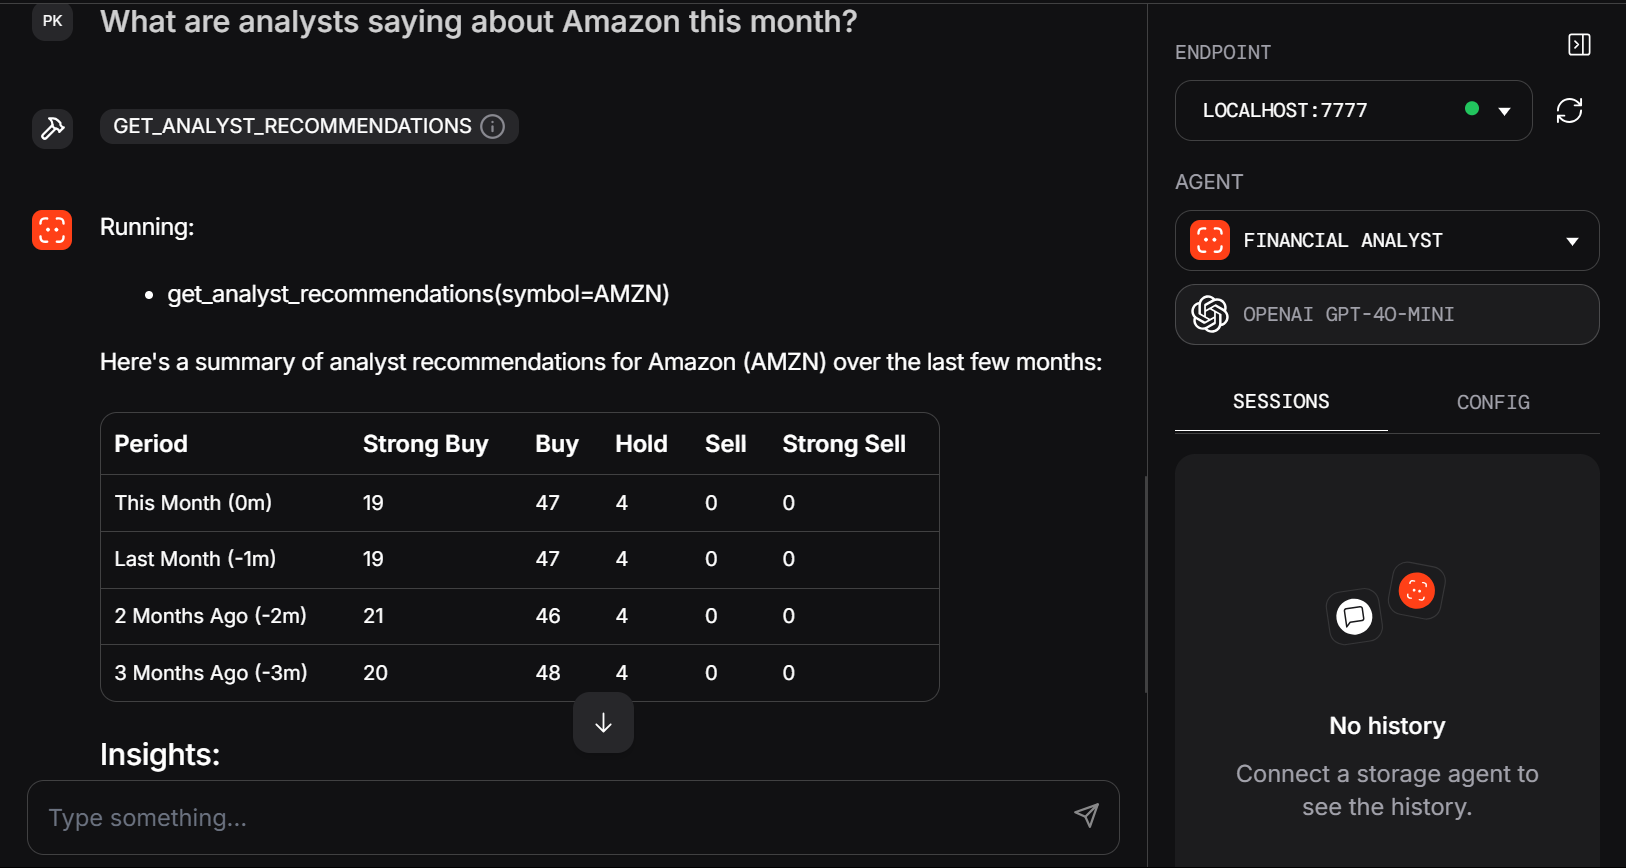 PK
What are analysts saying about Amazon this month?
GET_ANALYST_RECOMMENDATIONS
Running:
• get_analyst_recommendations(symbol=AMZN)
Here's a summary of analyst recommendations for Amazon (AMZN) over the last few months:
Period Strong Buy Buy Hold Sell Strong Sell
This Month (0m) 19 47 4 0 0
Last Month (-1m) 19 47 4 0 0
2 Months Ago (-2m) 21 46 4 0 0
3 Months Ago (-3m) 20 48 4 0 0
Insights:
Type something...
ENDPOINT
LOCALHOST:7777
AGENT
FINANCIAL ANALYST
OPENAI GPT-4O-MINI
SESSIONS CONFIG
No history
Connect a storage agent to
see the history.